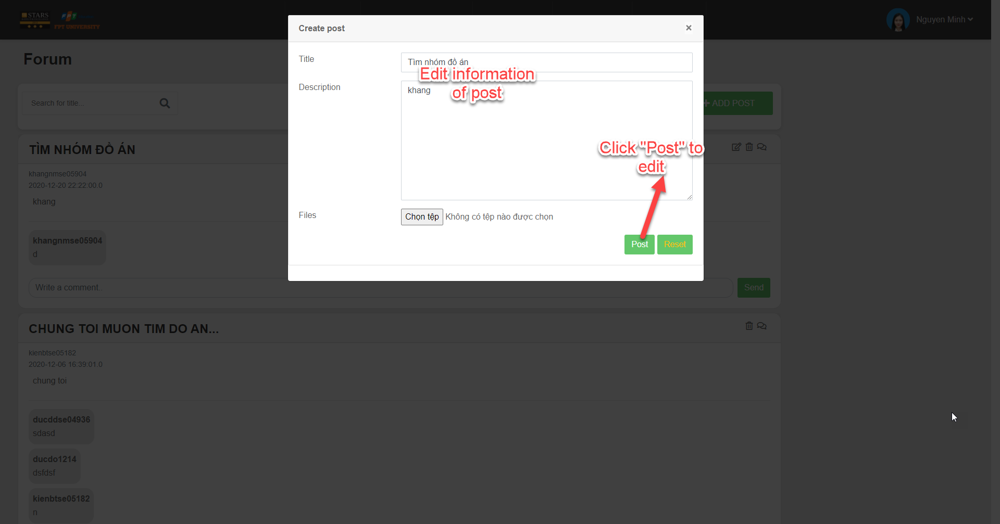 STARS
FPT
FPT UNIVERSITY
Nguyen Minh
Forum
Search for title...
ADD POST
Create post
×
Title
Tìm nhóm đồ án
Edit information
of post
Description
khang
Click "Post" to
edit
Files
Chọn tệp Không có tệp nào được chọn
Post Reset
TÌM NHÓM ĐỒ ÁN
khangnmse05904
2020-12-20 22:22:00.0
khang
khangnmse05904
d
Write a comment..
Send
CHUNG TOI MUON TIM DO AN...
kienbtse05182
2020-12-06 16:39:01.0
chung toi
ducddse04936
sdasd
ducdo1214
dsfdsf
kienbtse05182
n